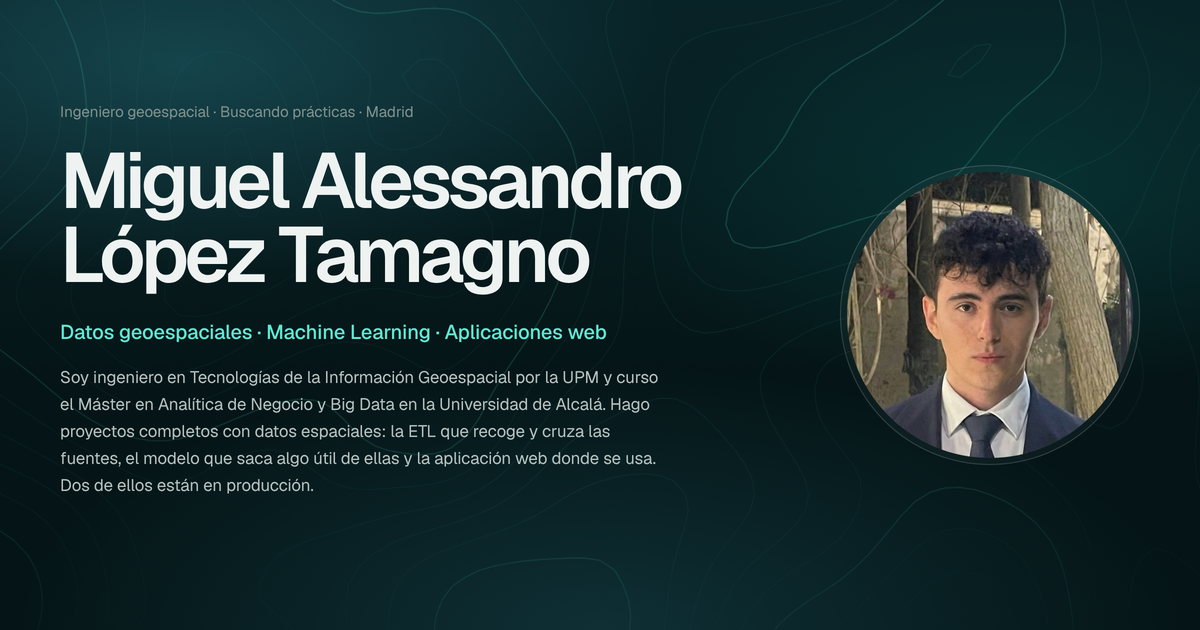 Ingeniero geoespacial · Buscando prácticas · Madrid
Miguel Alessandro
López Tamagno
Datos geoespaciales · Machine Learning · Aplicaciones web
Soy ingeniero en Tecnologías de la Información Geoespacial por la UPM y curso
el Máster en Analítica de Negocio y Big Data en la Universidad de Alcalá. Hago
proyectos completos con datos espaciales: la ETL que recoge y cruza las
fuentes, el modelo que saca algo útil de ellas y la aplicación web donde se usa.
Dos de ellos están en producción.